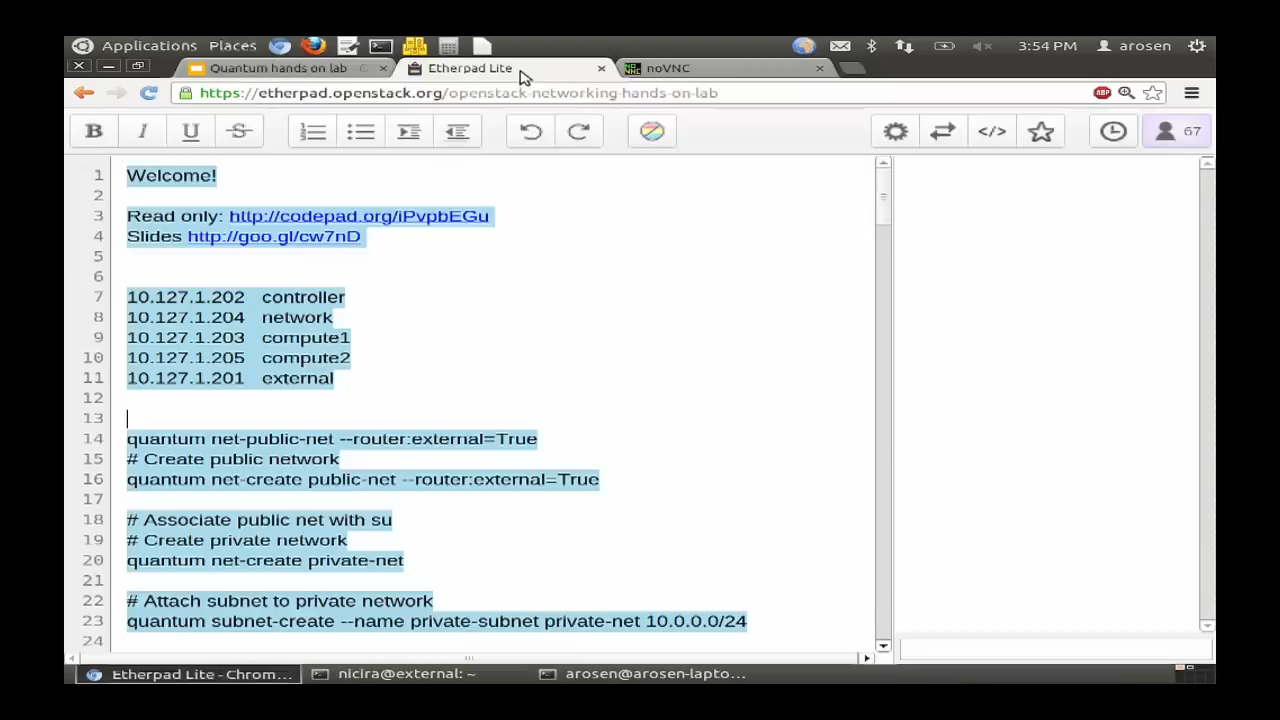 Applications Places 3:54 PM arosen
Quantum hands on lab - G Etherpad Lite noVNC
https://etherpad.openstack.org/openstack-networking-hands-on-lab
B I U S </> 67
1 Welcome!
2
3 Read only: http://codepad.org/iPvpbEGu
4 Slides http://goo.gl/cw7nD
5
6
7 10.127.1.202 controller
8 10.127.1.204 network
9 10.127.1.203 compute1
10 10.127.1.205 compute2
11 10.127.1.201 external
12
13
14 quantum net-public-net --router:external=True
15 # Create public network
16 quantum net-create public-net --router:external=True
17
18 # Associate public net with su
19 # Create private network
20 quantum net-create private-net
21
22 # Attach subnet to private network
23 quantum subnet-create --name private-subnet private-net 10.0.0.0/24
24
Etherpad Lite - Chrom... nicira@external: ~ arosen@arosen-lapto...